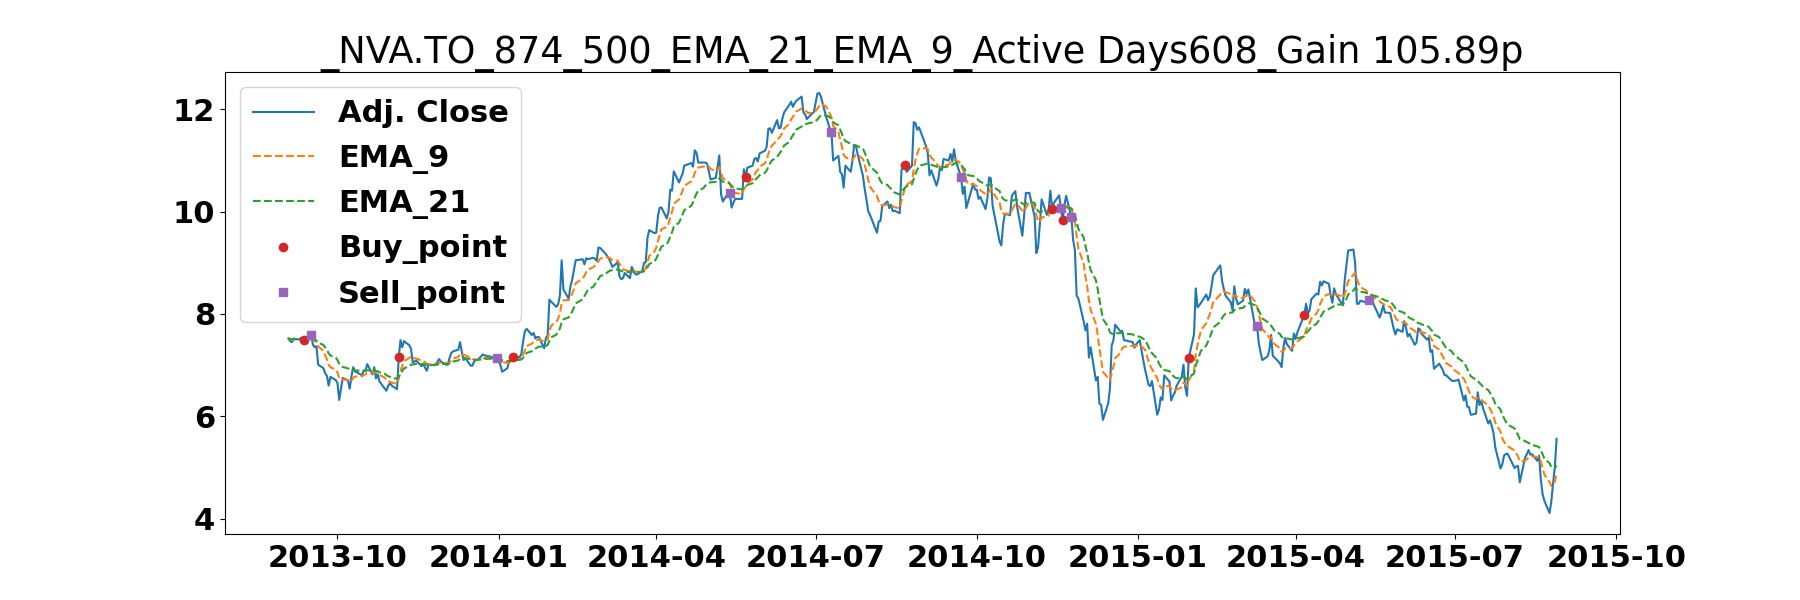 _NVA.TO_874_500_EMA_21_EMA_9_Active Days608_Gain 105.89p
Adj. Close
EMA_9
EMA_21
Buy_point
Sell_point
12
10
8
6
4
2013-10 2014-01 2014-04 2014-07 2014-10 2015-01 2015-04 2015-07 2015-10